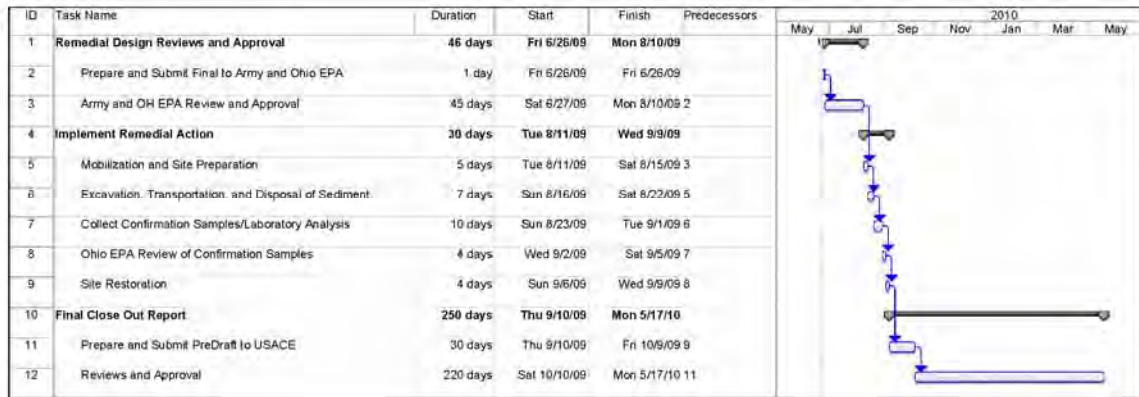 ID Task Name Duration Start Finish Predecessors 2010
May Jul Sep Nov Jan Mar May
1 Remedial Design Reviews and Approval 46 days Fri 6/26/09 Mon 8/10/09
2 Prepare and Submit Final to Army and Ohio EPA 1 day Fri 6/26/09 Fri 6/26/09
3 Army and OH EPA Review and Approval 45 days Sat 6/27/09 Mon 8/10/09 2
4 Implement Remedial Action 30 days Tue 8/11/09 Wed 9/9/09
5 Mobilization and Site Preparation 5 days Tue 8/11/09 Sat 8/15/09 3
6 Excavation, Transportation, and Disposal of Sediment 7 days Sun 8/16/09 Sat 8/22/09 5
7 Collect Confirmation Samples/Laboratory Analysis 10 days Sun 8/23/09 Tue 9/1/09 6
8 Ohio EPA Review of Confirmation Samples 4 days Wed 9/2/09 Sat 9/5/09 7
9 Site Restoration 4 days Sun 9/6/09 Wed 9/9/09 8
10 Final Close Out Report 250 days Thu 9/10/09 Mon 5/17/10
11 Prepare and Submit PreDraft to USACE 30 days Thu 9/10/09 Fri 10/9/09 9
12 Reviews and Approval 220 days Sat 10/10/09 Mon 5/17/10 11